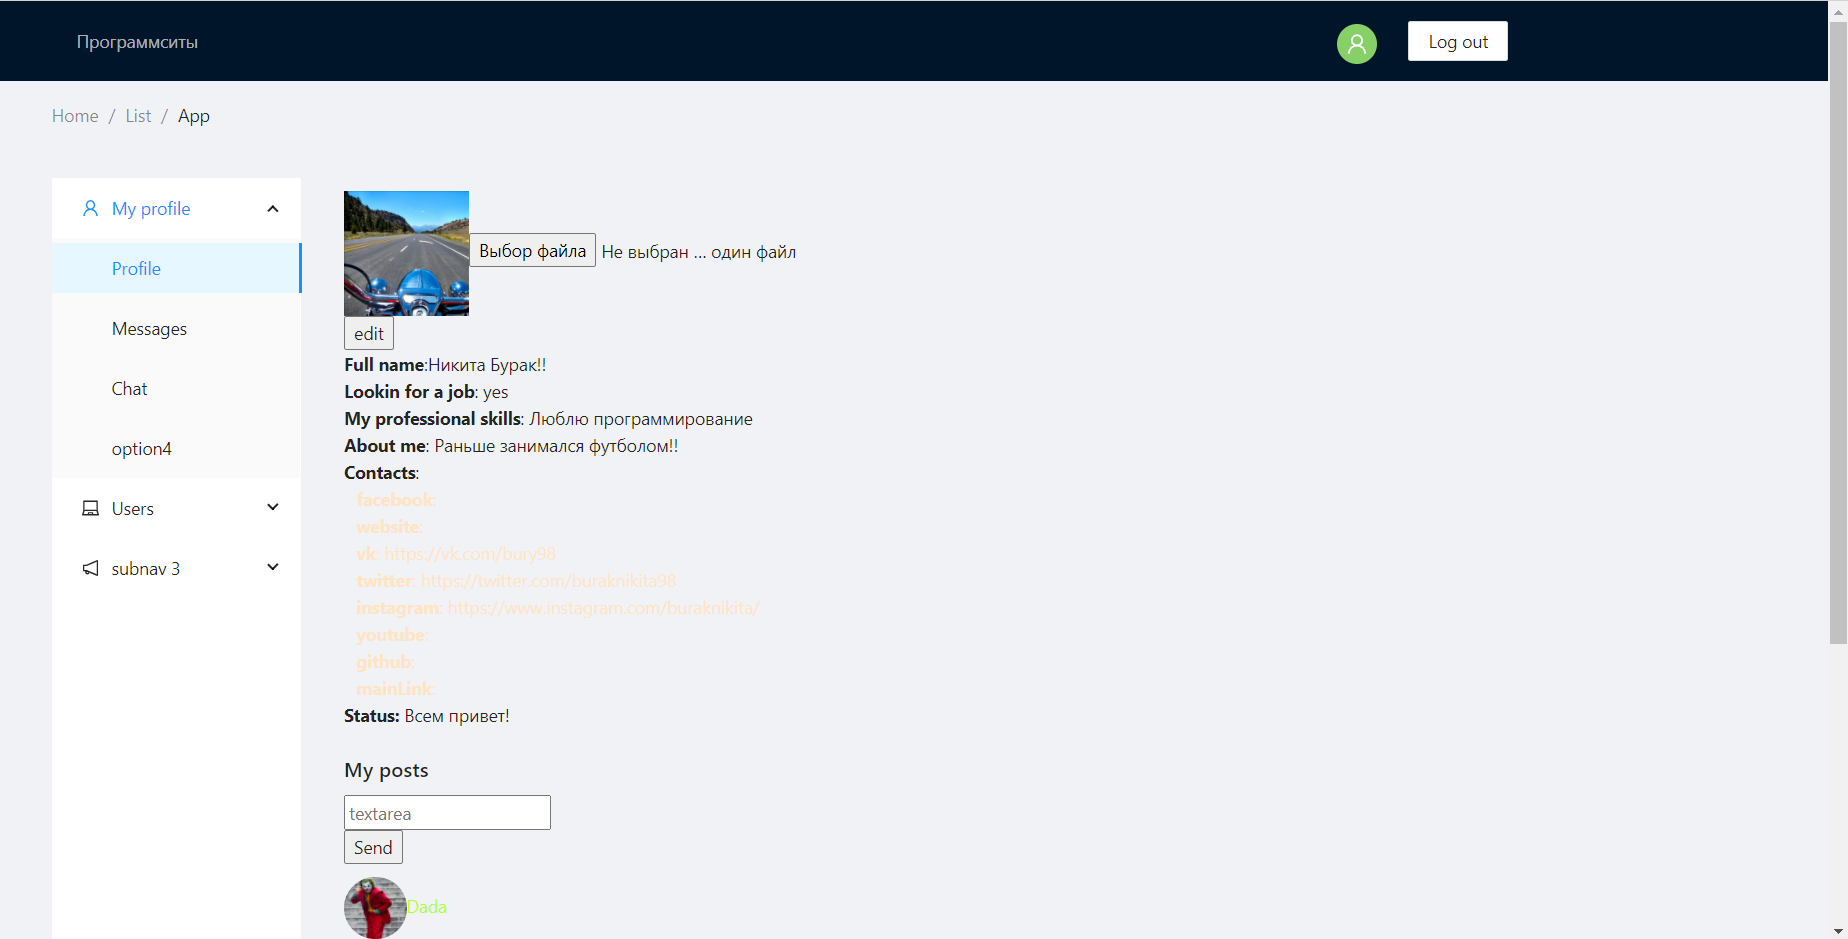 Программсити
Log out
Home / List / App
My profile
Profile
Messages
Chat
option4
Users
subnav 3
Выбор файла Не выбран ... один файл
edit
Full name:Никита Бурак!!
Lookin for a job: yes
My professional skills: Люблю программирование
About me: Раньше занимался футболом!!
Contacts:
facebook:
website:
vk: https://vk.com/bury98
twitter: https://twitter.com/buraknikita98
instagram: https://www.instagram.com/buraknikita/
youtube:
github:
mainLink:
Status: Всем привет!
My posts
textarea
Send
Dada